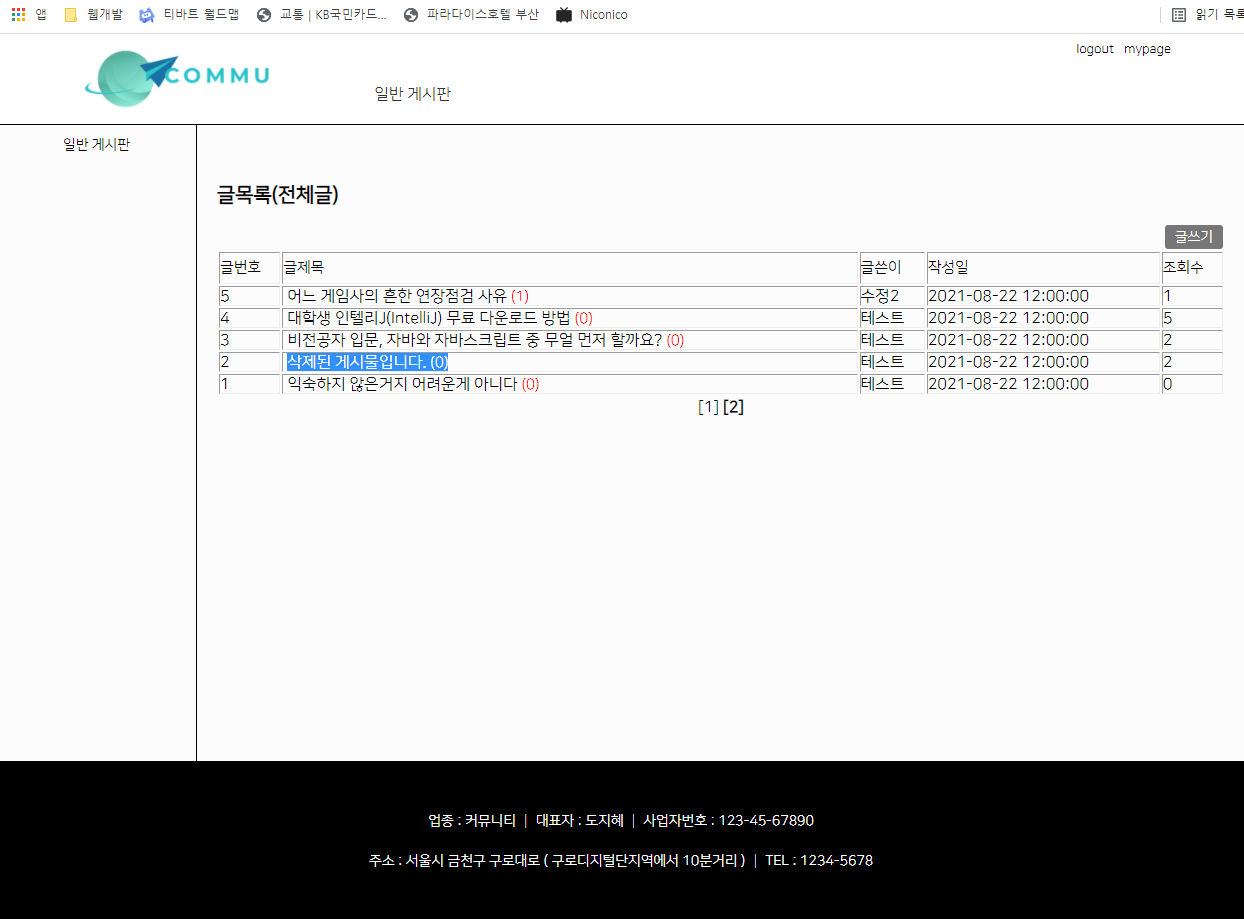 앱 웹개발 티바트 월드맵 교통 | KB국민카드... 파라다이스호텔 부산 Niconico 읽기 목록
logout mypage
COMMU
일반 게시판
일반 게시판
글목록(전체글)
글쓰기
글번호 글제목 글쓴이 작성일 조회수
5 어느 게임사의 흔한 연장점검 사유 (1) 수정2 2021-08-22 12:00:00 1
4 대학생 인텔리J(IntelliJ) 무료 다운로드 방법 (0) 테스트 2021-08-22 12:00:00 5
3 비전공자 입문, 자바와 자바스크립트 중 무얼 먼저 할까요? (0) 테스트 2021-08-22 12:00:00 2
2 삭제된 게시물입니다. (0) 테스트 2021-08-22 12:00:00 2
1 익숙하지 않은거지 어려운게 아니다 (0) 테스트 2021-08-22 12:00:00 0
[1] [2]
업종 : 커뮤니티 | 대표자 : 도지혜 | 사업자번호 : 123-45-67890
주소 : 서울시 금천구 구로대로 ( 구로디지털단지역에서 10분거리 ) | TEL : 1234-5678